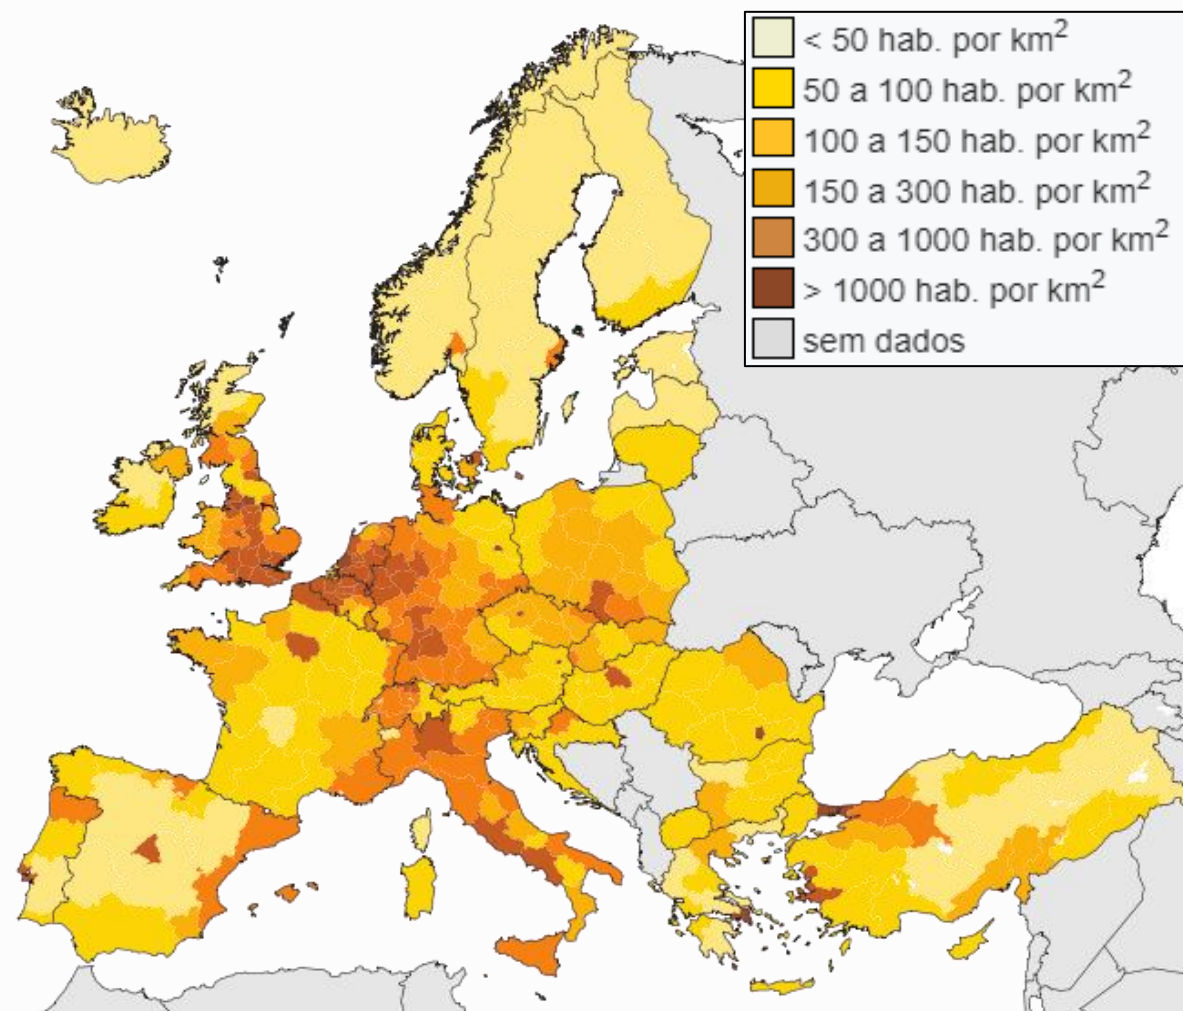 < 50 hab. por km²
50 a 100 hab. por km²
100 a 150 hab. por km²
150 a 300 hab. por km²
300 a 1000 hab. por km²
> 1000 hab. por km²
sem dados